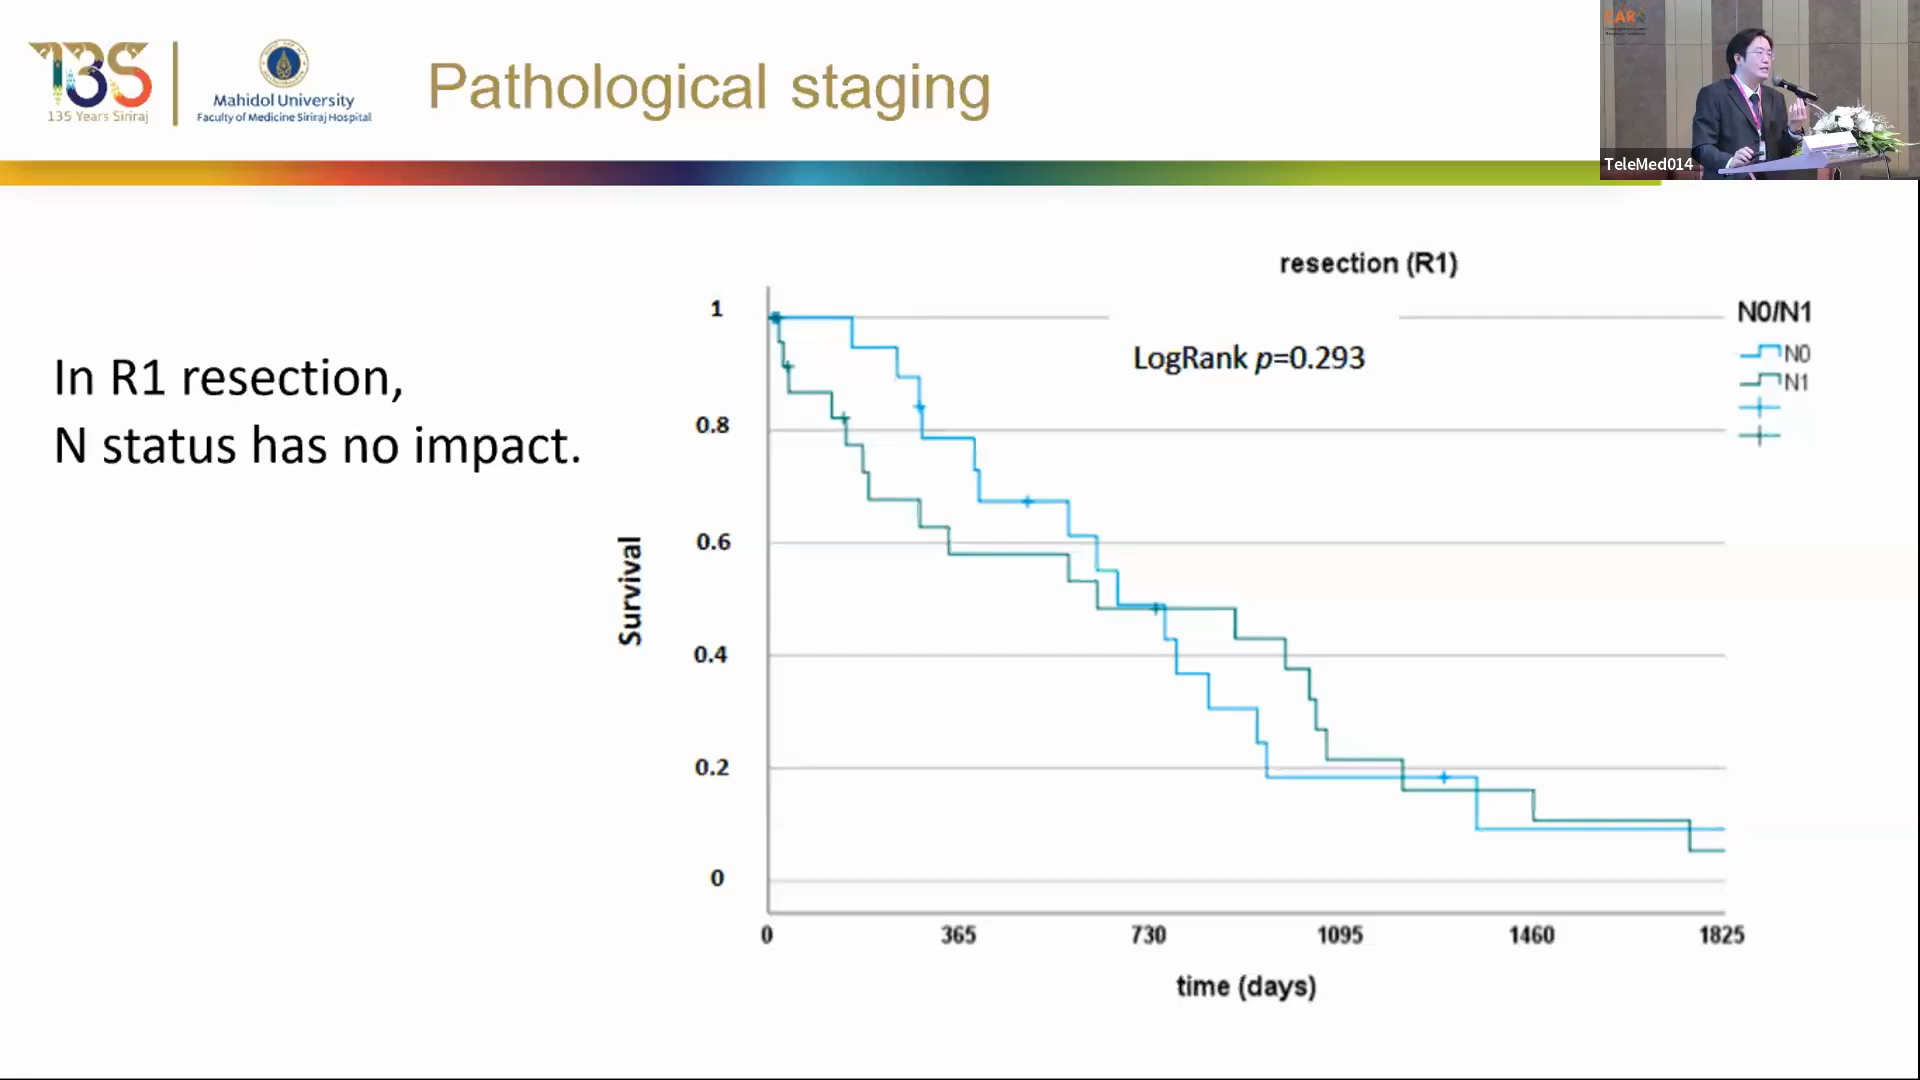 135
135 Years Siriraj
Mahidol University
Faculty of Medicine Siriraj Hospital
Pathological staging
TeleMed014
In R1 resection,
N status has no impact.
resection (R1)
LogRank p=0.293
N0/N1
N0
N1
Survival
1
0.8
0.6
0.4
0.2
0
0
365
730
1095
1460
1825
time (days)